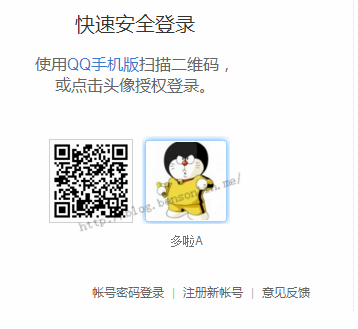 快速安全登录
使用QQ手机版扫描二维码，
或点击头像授权登录。
http://blog.bensonlin.me/
多啦A
帐号密码登录 | 注册新帐号 | 意见反馈